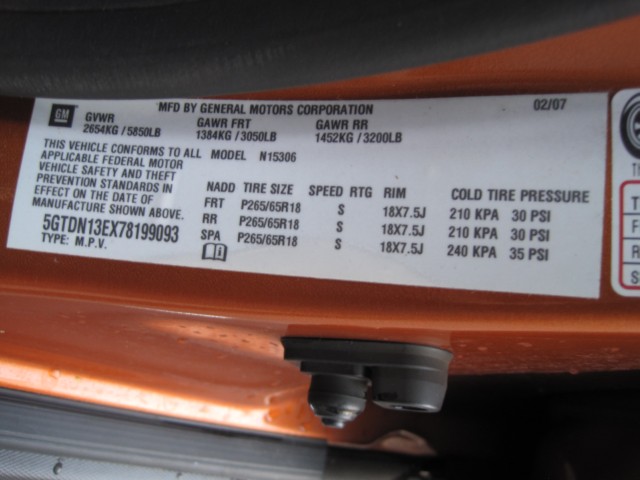 GM
MFD BY GENERAL MOTORS CORPORATION 02/07
GVWR GAWR FRT GAWR RR
2654KG / 5850LB 1384KG / 3050LB 1452KG / 3200LB
THIS VEHICLE CONFORMS TO ALL MODEL N15306
APPLICABLE FEDERAL MOTOR
VEHICLE SAFETY AND THEFT
PREVENTION STANDARDS IN
EFFECT ON THE DATE OF
MANUFACTURE SHOWN ABOVE.
5GTDN13EX78199093
TYPE: M.P.V.
NADD TIRE SIZE SPEED RTG RIM COLD TIRE PRESSURE
FRT P265/65R18 S 18X7.5J 210 KPA 30 PSI
RR P265/65R18 S 18X7.5J 210 KPA 30 PSI
SPA P265/65R18 S 18X7.5J 240 KPA 35 PSI